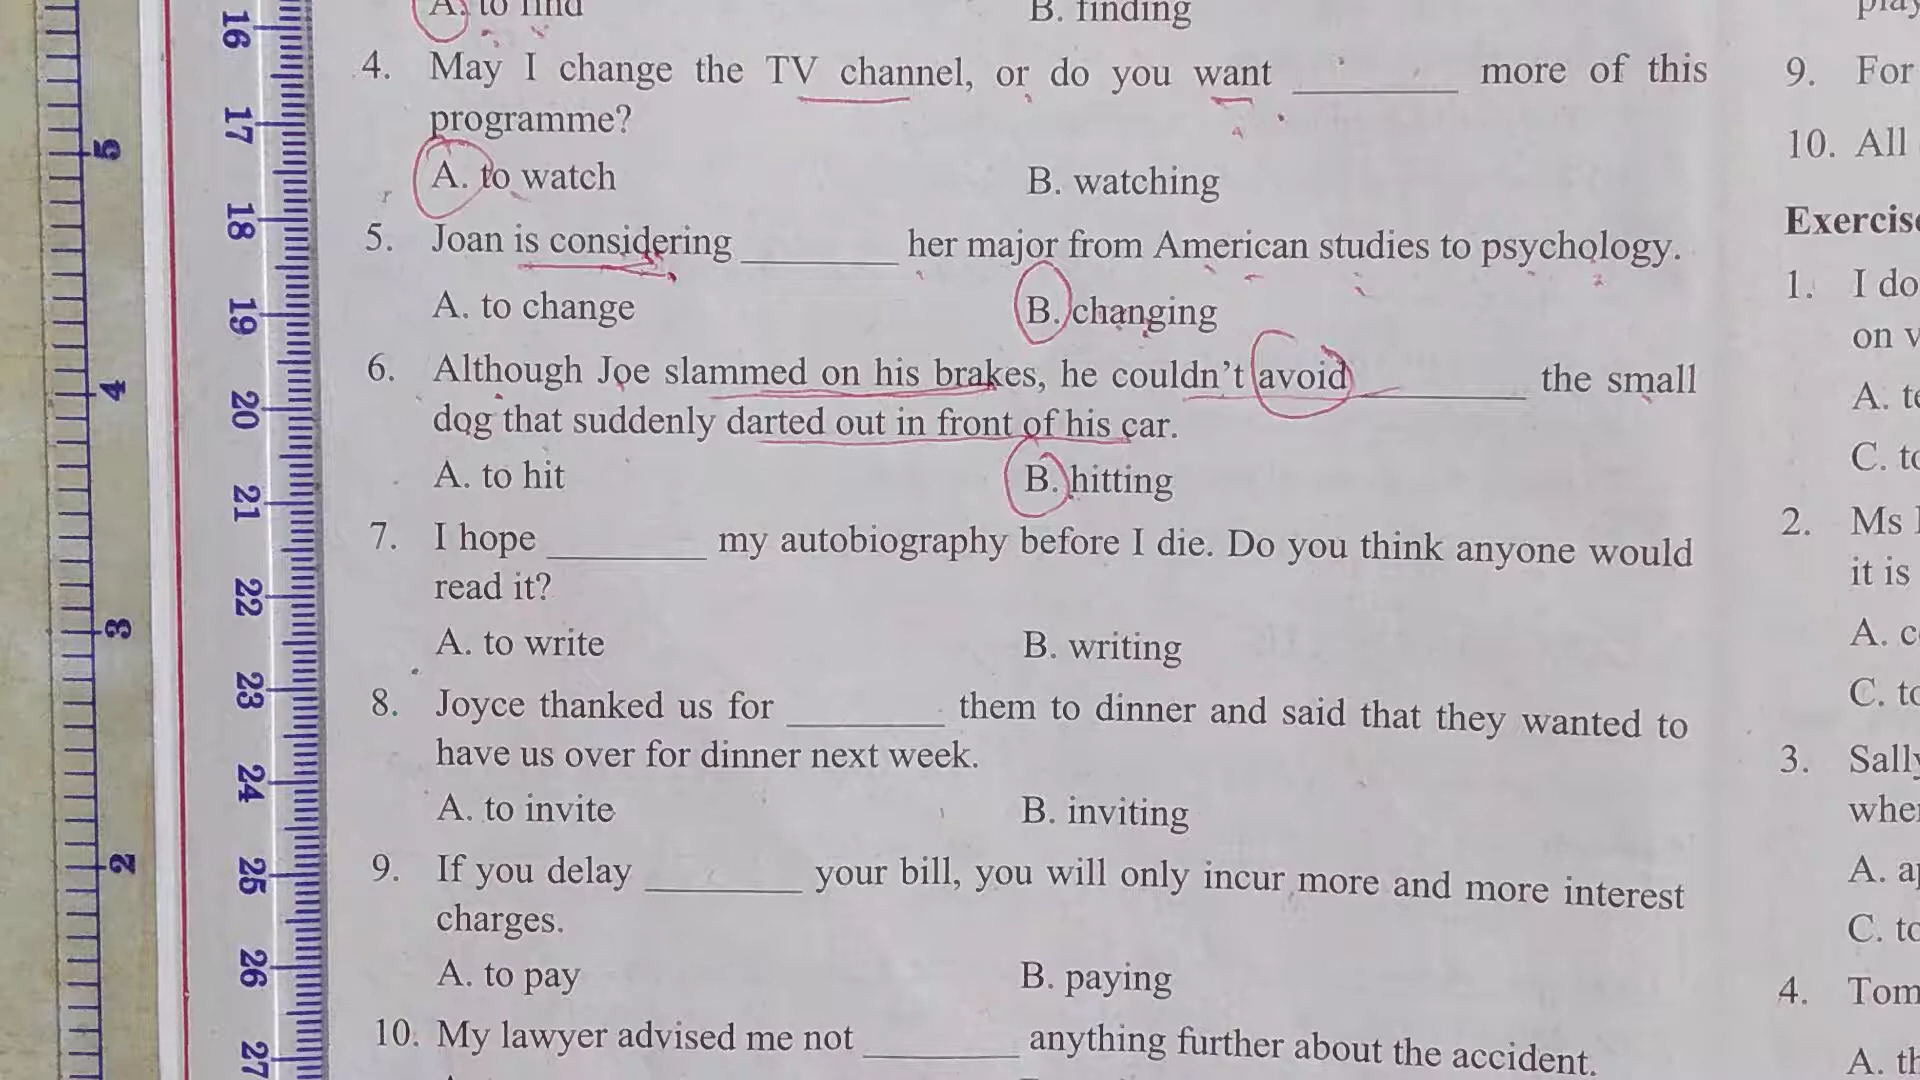 A. to find
B. finding
4. May I change the TV channel, or do you want ________ more of this
programme?
A. to watch
B. watching
5. Joan is considering ________ her major from American studies to psychology.
A. to change
B. changing
6. Although Joe slammed on his brakes, he couldn't avoid ________ the small
dog that suddenly darted out in front of his car.
A. to hit
B. hitting
7. I hope ________ my autobiography before I die. Do you think anyone would
read it?
A. to write
B. writing
8. Joyce thanked us for ________ them to dinner and said that they wanted to
have us over for dinner next week.
A. to invite
B. inviting
9. If you delay ________ your bill, you will only incur more and more interest
charges.
A. to pay
B. paying
10. My lawyer advised me not ________ anything further about the accident.
9. For
10. All
Exercise
1. I do
on
A.
C.
2. Ms
it is
A.
C.
3. Sally
A.
C.
4. Tom
A.
16
17
18
19
20
21
22
23
24
25
26
27
5
4
3
2